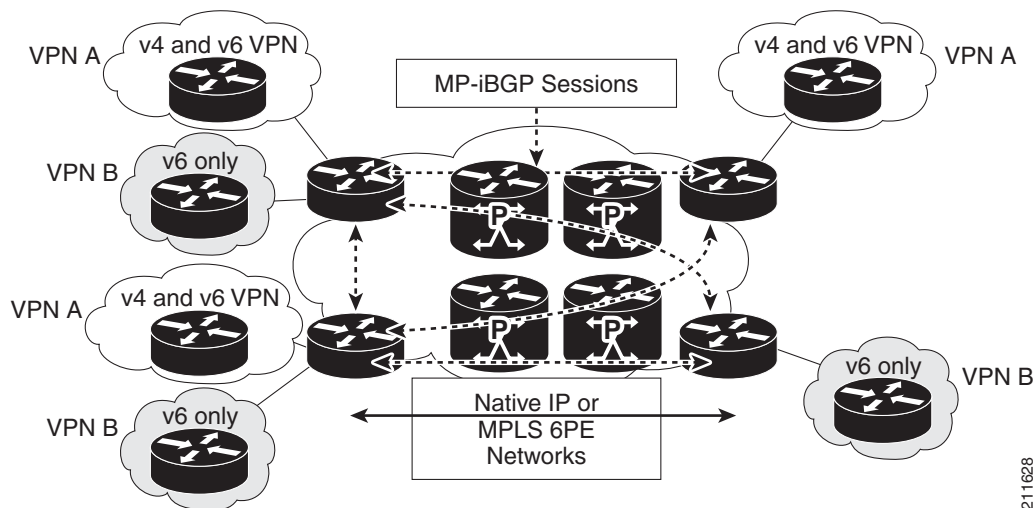 VPN A
v4 and v6 VPN
MP-iBGP Sessions
v4 and v6 VPN
VPN A
VPN B
v6 only
P
P
VPN A
v4 and v6 VPN
P
P
VPN B
v6 only
Native IP or
MPLS 6PE
Networks
v6 only
VPN B
211628